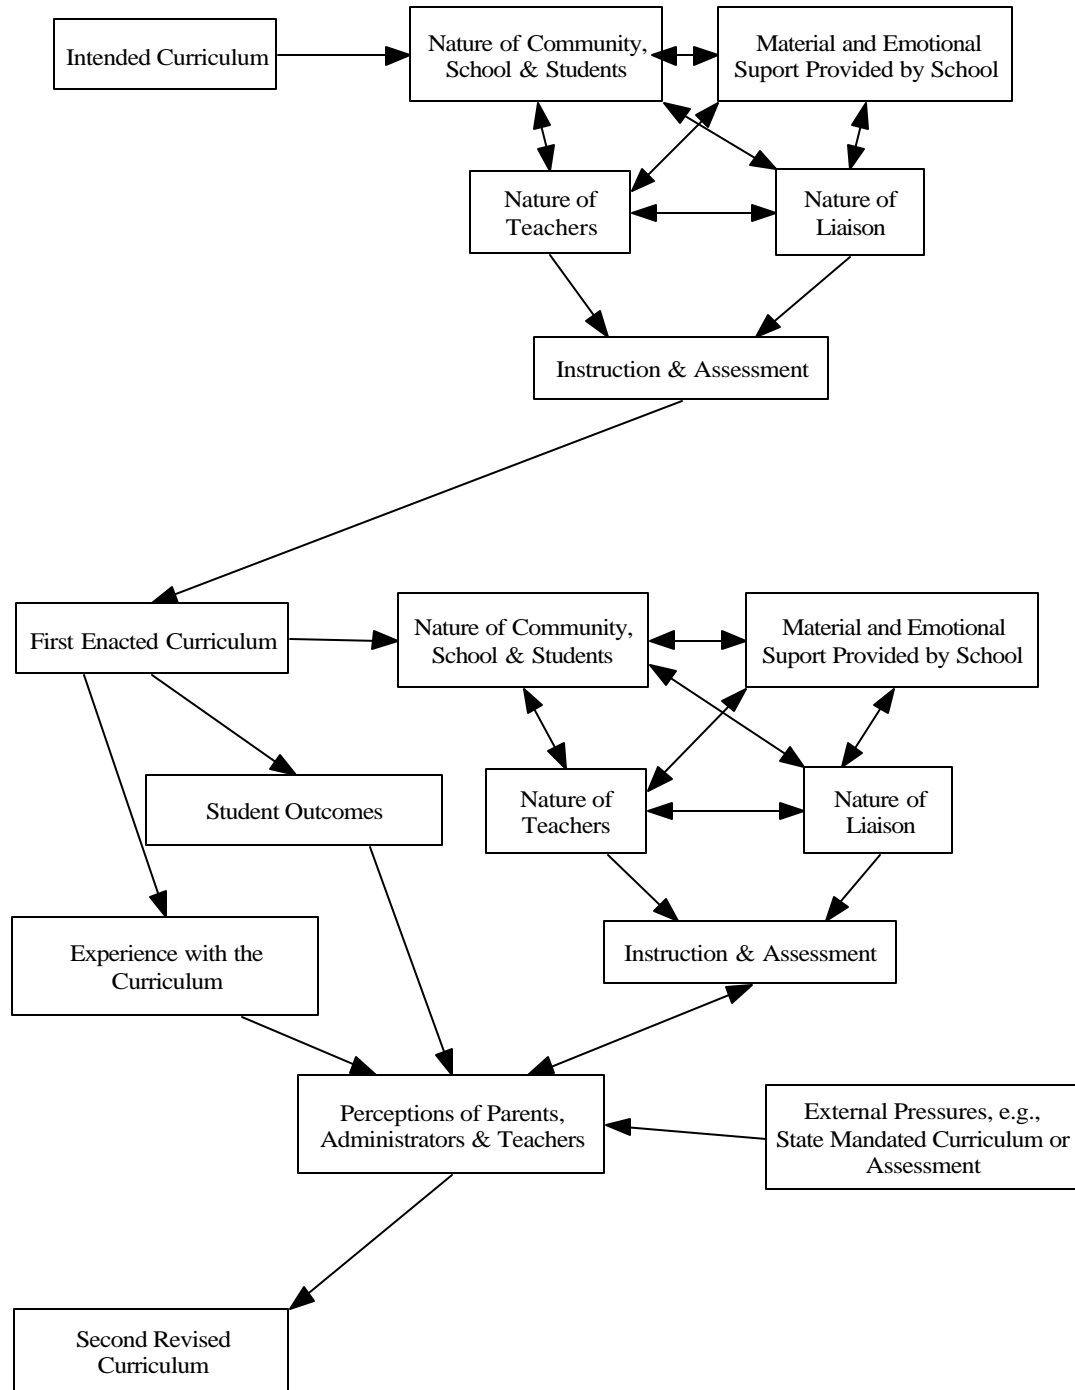 Intended Curriculum
Nature of Community,
School & Students
Material and Emotional
Suport Provided by School
Nature of
Teachers
Nature of
Liaison
Instruction & Assessment
First Enacted Curriculum
Nature of Community,
School & Students
Material and Emotional
Suport Provided by School
Student Outcomes
Nature of
Teachers
Nature of
Liaison
Experience with the
Curriculum
Instruction & Assessment
Perceptions of Parents,
Administrators & Teachers
External Pressures, e.g.,
State Mandated Curriculum or
Assessment
Second Revised
Curriculum